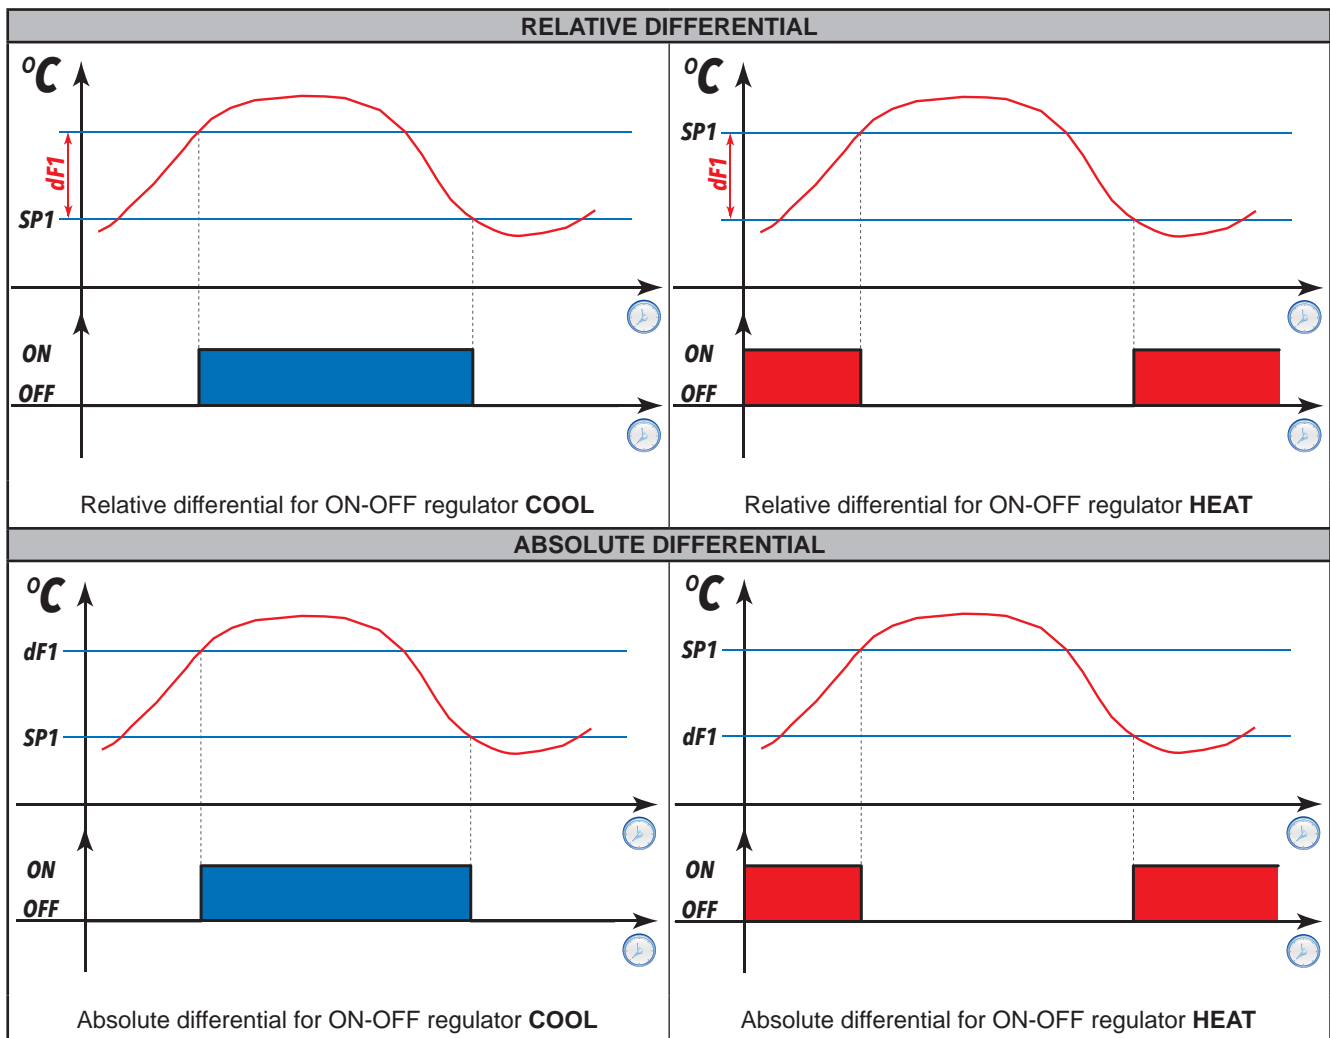 RELATIVE DIFFERENTIAL
°C
dF1
SP1
ON
OFF
Relative differential for ON-OFF regulator COOL
°C
SP1
dF1
ON
OFF
Relative differential for ON-OFF regulator HEAT
ABSOLUTE DIFFERENTIAL
°C
dF1
SP1
ON
OFF
Absolute differential for ON-OFF regulator COOL
°C
SP1
dF1
ON
OFF
Absolute differential for ON-OFF regulator HEAT